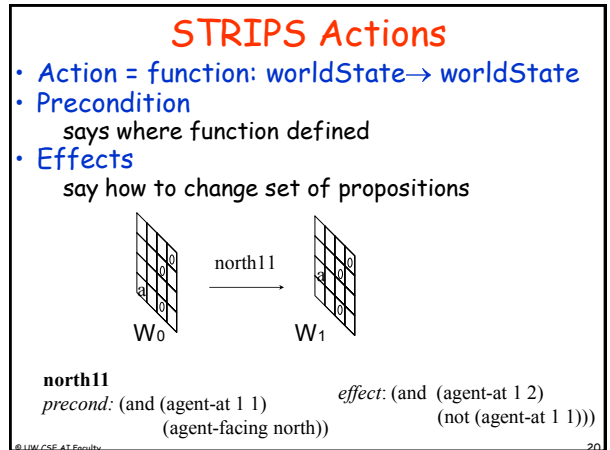 STRIPS Actions
• Action = function: worldState→ worldState
• Precondition
says where function defined
• Effects
say how to change set of propositions
0
0
a
0
W0
north11
0
0
a
0
W1
north11
precond: (and (agent-at 1 1)
(agent-facing north))
effect: (and (agent-at 1 2)
(not (agent-at 1 1)))
© UW CSE AI Faculty
20